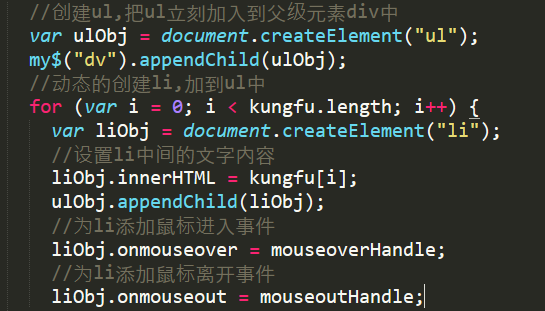 //创建ul,把ul立刻加入到父级元素div中
var ulObj = document.createElement("ul");
my$("dv").appendChild(ulObj);
//动态的创建li,加到ul中
for (var i = 0; i < kungfu.length; i++) {
var liObj = document.createElement("li");
//设置li中间的文字内容
liObj.innerHTML = kungfu[i];
ulObj.appendChild(liObj);
//为li添加鼠标进入事件
liObj.onmouseover = mouseoverHandle;
//为li添加鼠标离开事件
liObj.onmouseout = mouseoutHandle;